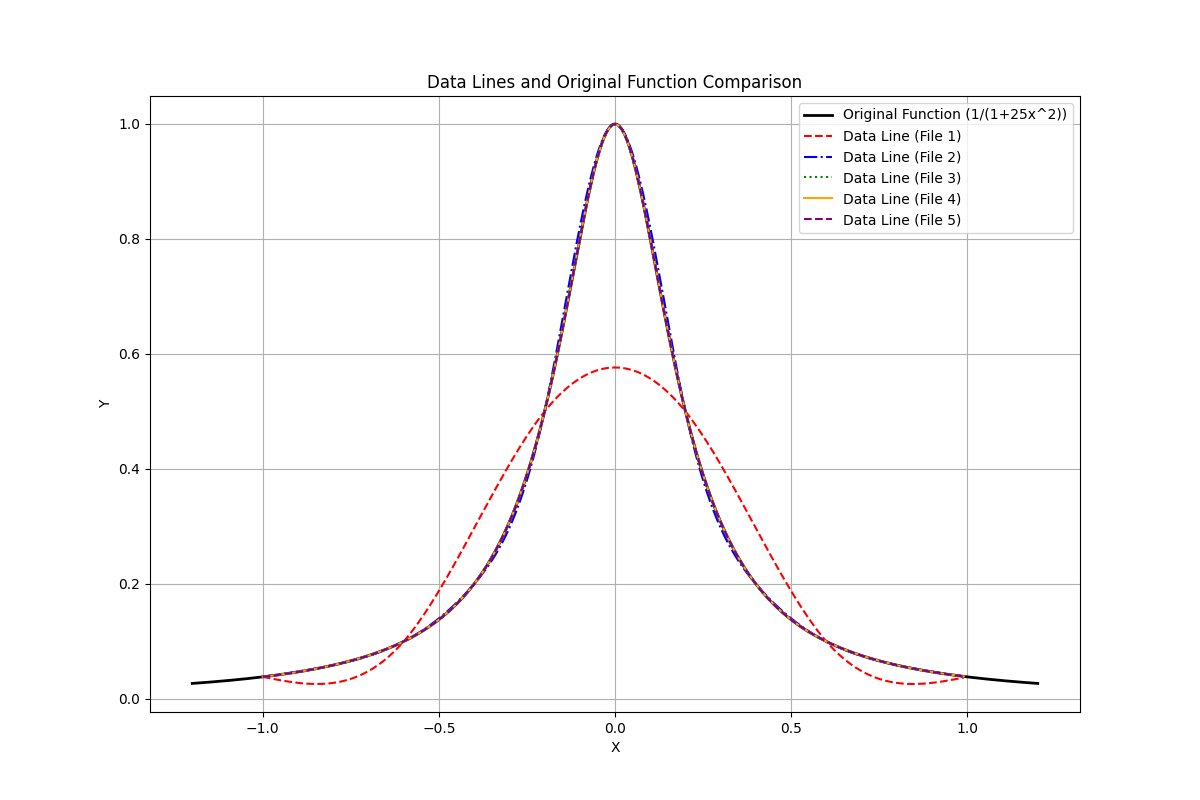 Data Lines and Original Function Comparison
Original Function (1/(1+25x^2))
Data Line (File 1)
Data Line (File 2)
Data Line (File 3)
Data Line (File 4)
Data Line (File 5)
1.0
0.8
0.6
0.4
0.2
0.0
Y
−1.0 −0.5 0.0 0.5 1.0
X